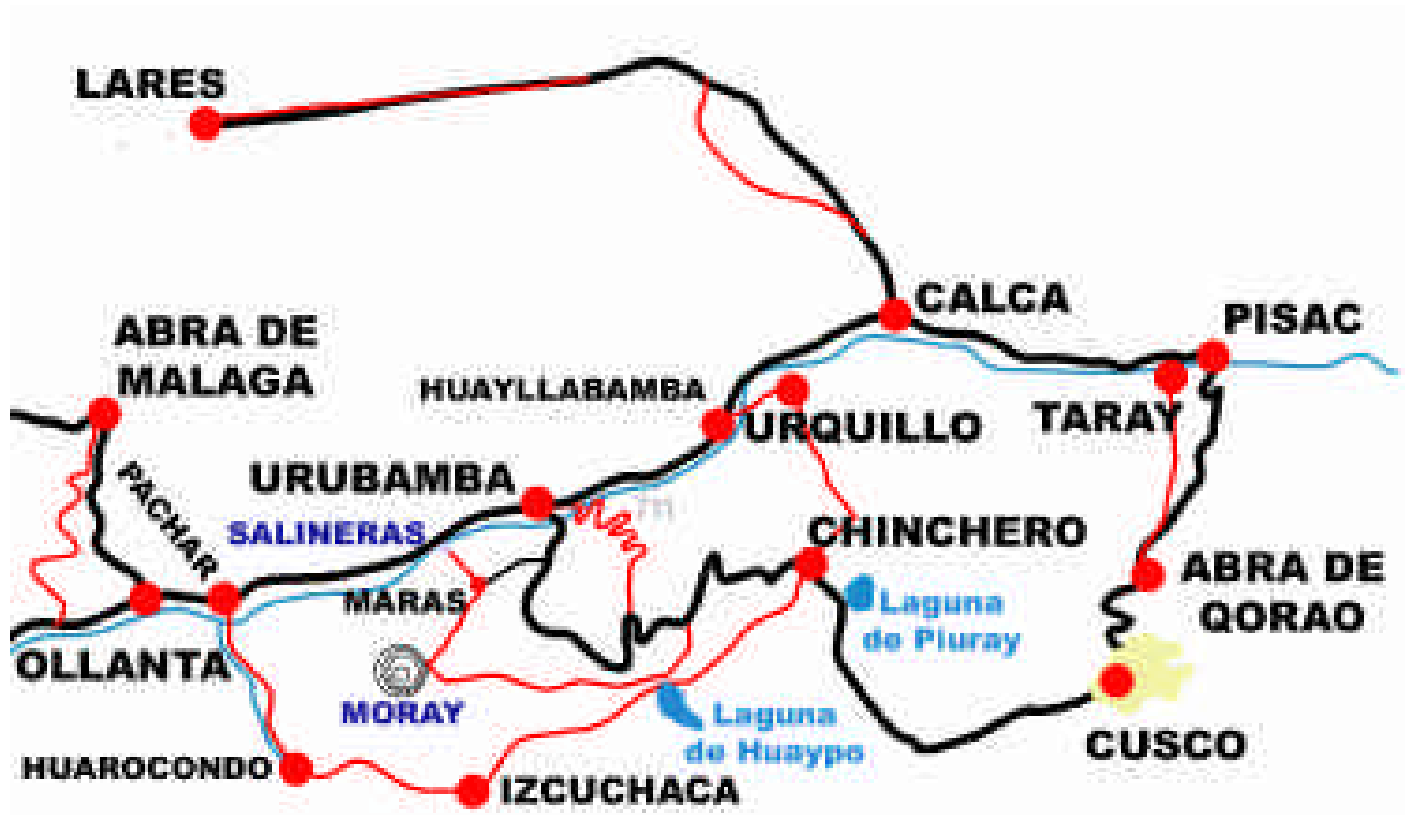 LARES
CALCA
PISAC
ABRA DE
MALAGA
HUAYLLABAMBA
URQUILLO
TARAY
PACHAR
URUBAMBA
SALINERAS
CHINCHERO
MARAS
Laguna
de Piuray
ABRA DE
QORAO
OLLANTA
MORAY
Laguna
de Huaypo
CUSCO
HUAROCONDO
IZCUCHACA